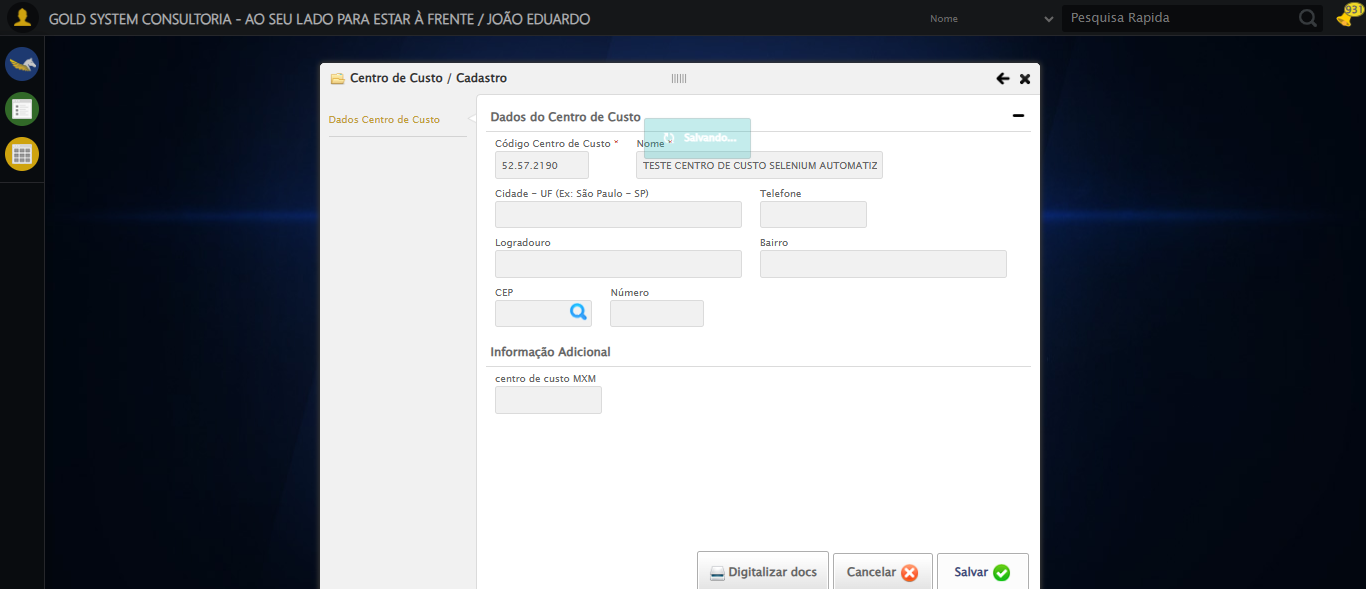 GOLD SYSTEM CONSULTORIA - AO SEU LADO PARA ESTAR À FRENTE / JOÃO EDUARDO
Nome
Pesquisa Rapida
931
Centro de Custo / Cadastro
Dados Centro de Custo
Dados do Centro de Custo
Salvando...
Código Centro de Custo *
Nome *
52.57.2190
TESTE CENTRO DE CUSTO SELENIUM AUTOMATIZ
Cidade - UF (Ex: São Paulo - SP)
Telefone
Logradouro
Bairro
CEP
Número
Informação Adicional
centro de custo MXM
Digitalizar docs
Cancelar
Salvar